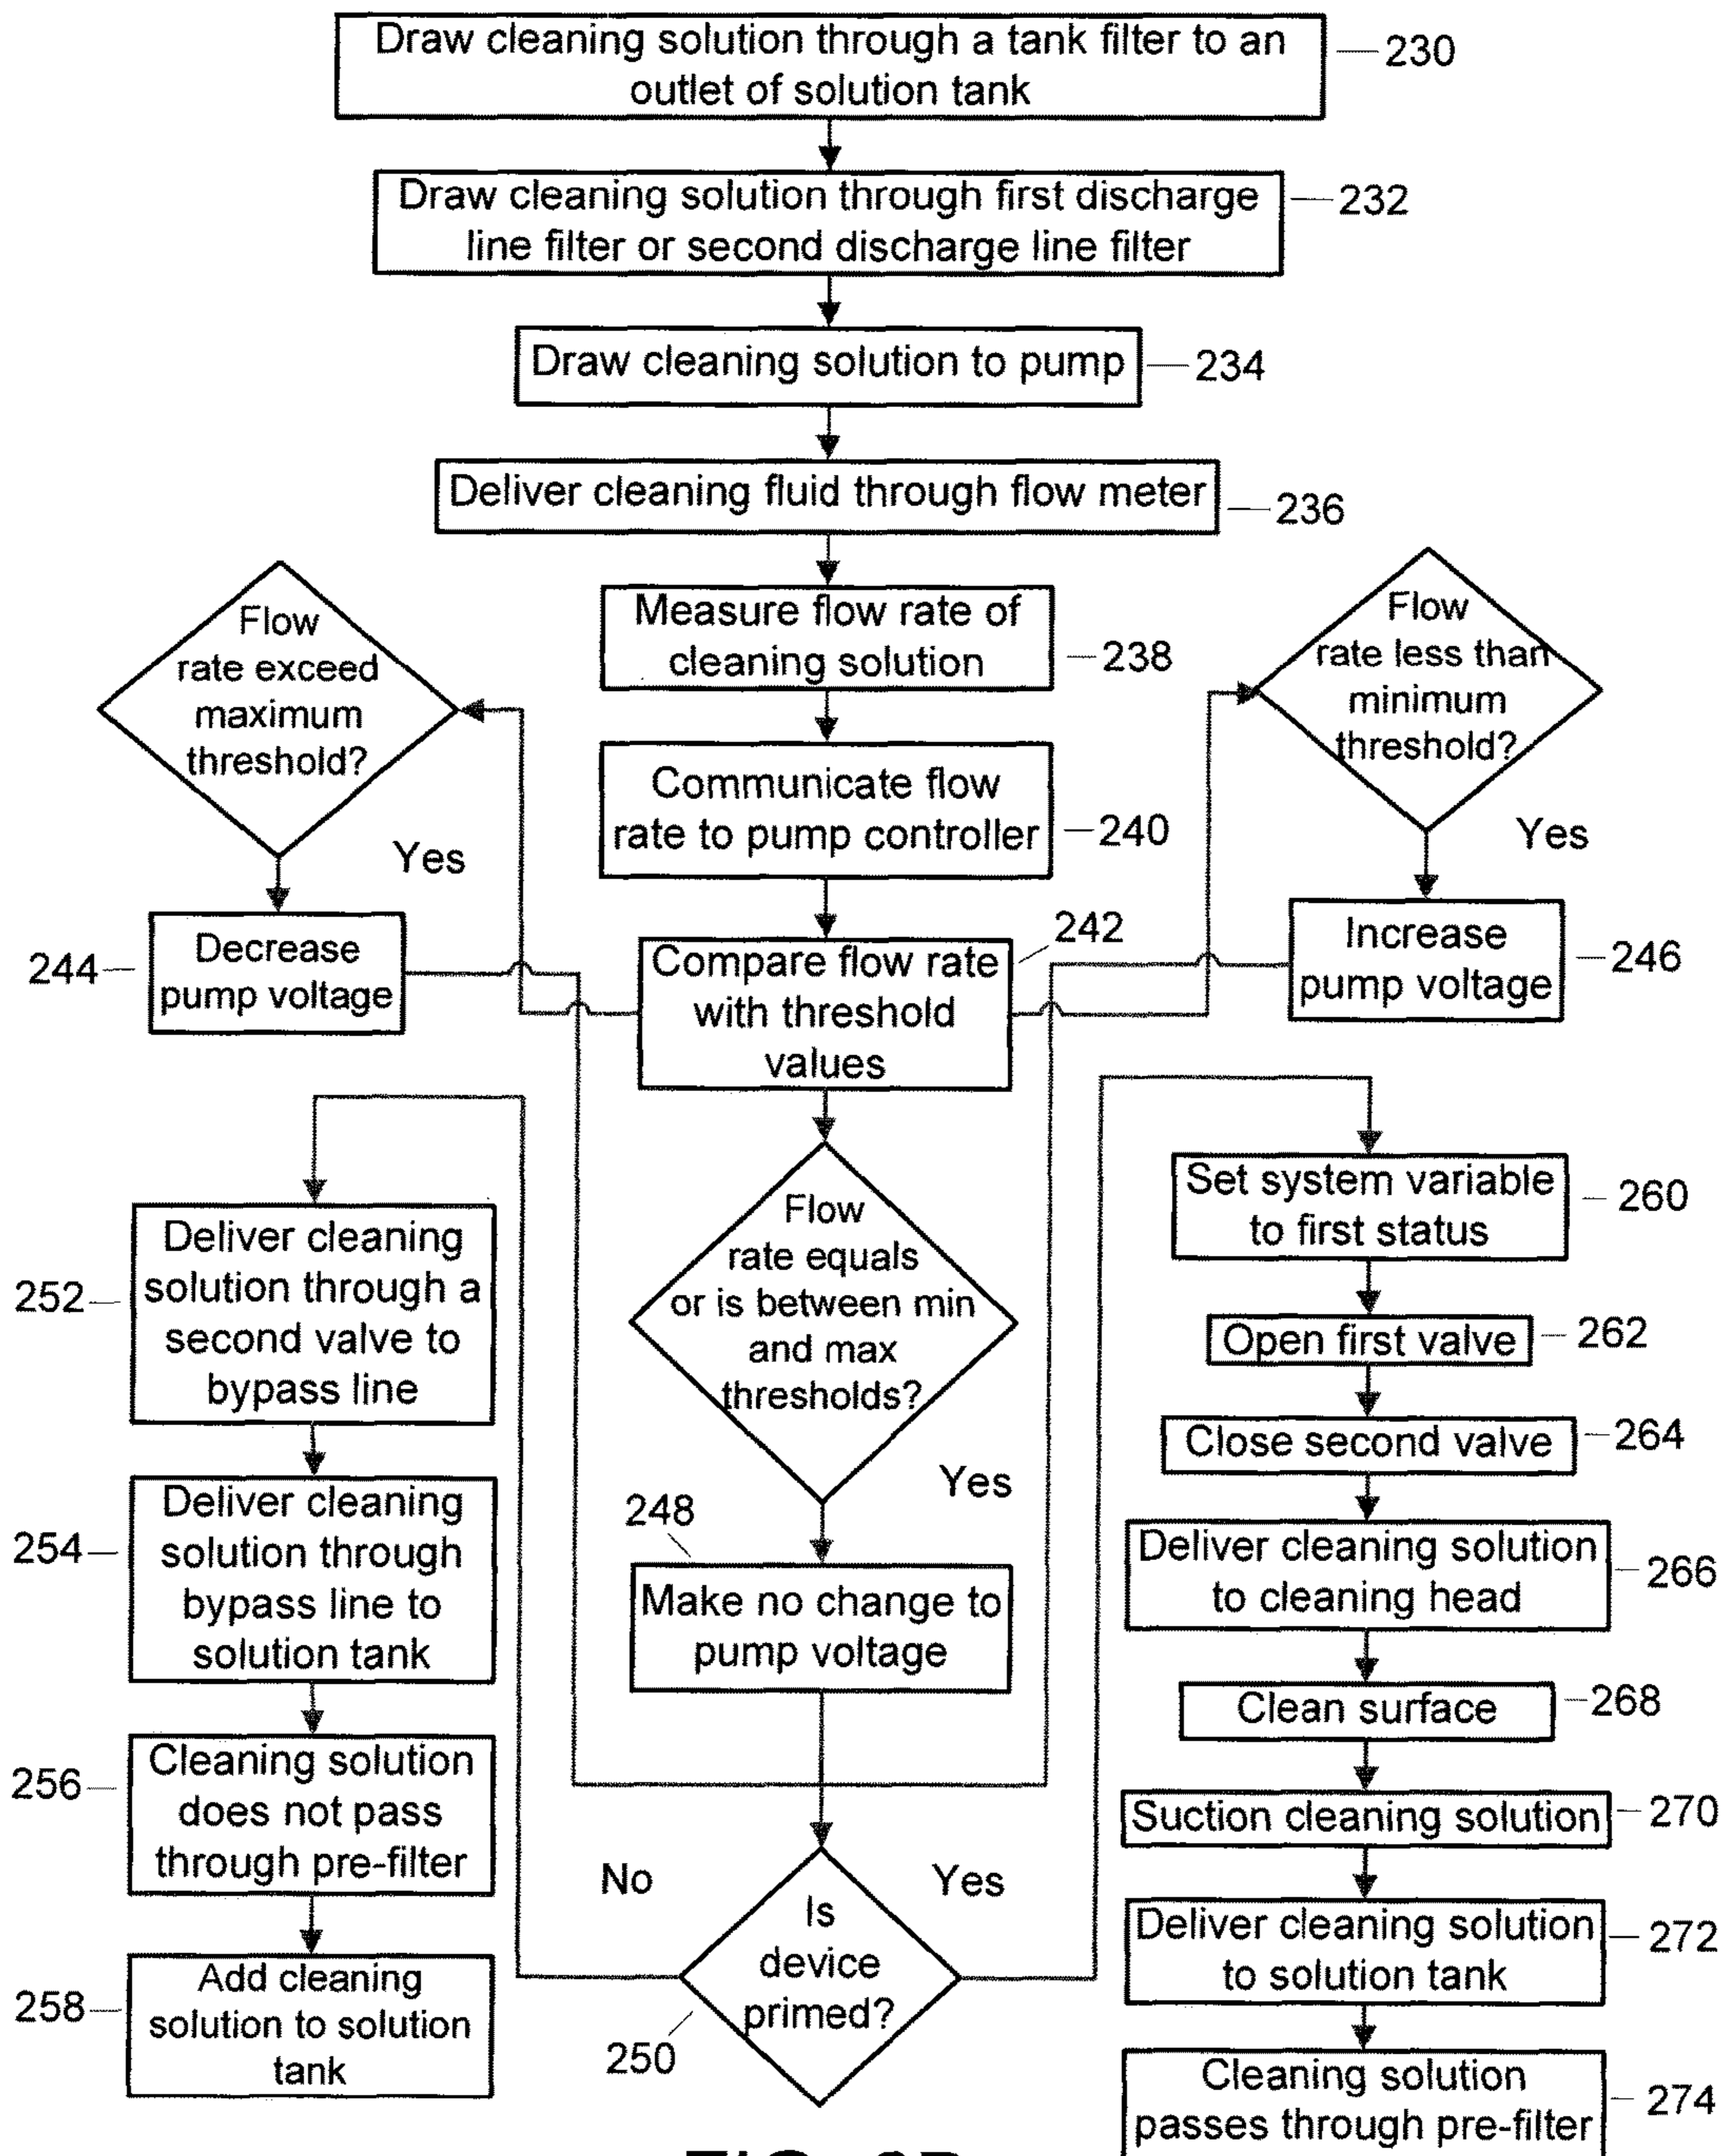 Draw cleaning solution through a tank filter to an
outlet of solution tank
230
Draw cleaning solution through first discharge
line filter or second discharge line filter
232
Draw cleaning solution to pump
234
Deliver cleaning fluid through flow meter
236
Flow
rate exceed
maximum
threshold?
Yes
Measure flow rate of
cleaning solution
238
Flow
rate less than
minimum
threshold?
Yes
Communicate flow
rate to pump controller
240
244
Decrease
pump voltage
Compare flow rate
with threshold
values
242
Increase
pump voltage
246
252
Deliver cleaning
solution through a
second valve to
bypass line
Flow
rate equals
or is between min
and max
thresholds?
Yes
Set system variable
to first status
260
Open first valve
262
Close second valve
264
254
Deliver cleaning
solution through
bypass line to
solution tank
248
Make no change to
pump voltage
Deliver cleaning solution
to cleaning head
266
Clean surface
268
256
Cleaning solution
does not pass
through pre-filter
Suction cleaning solution
270
No
Yes
Is
device
primed?
250
258
Add cleaning
solution to solution
tank
Deliver cleaning solution
to solution tank
272
Cleaning solution
passes through pre-filter
274